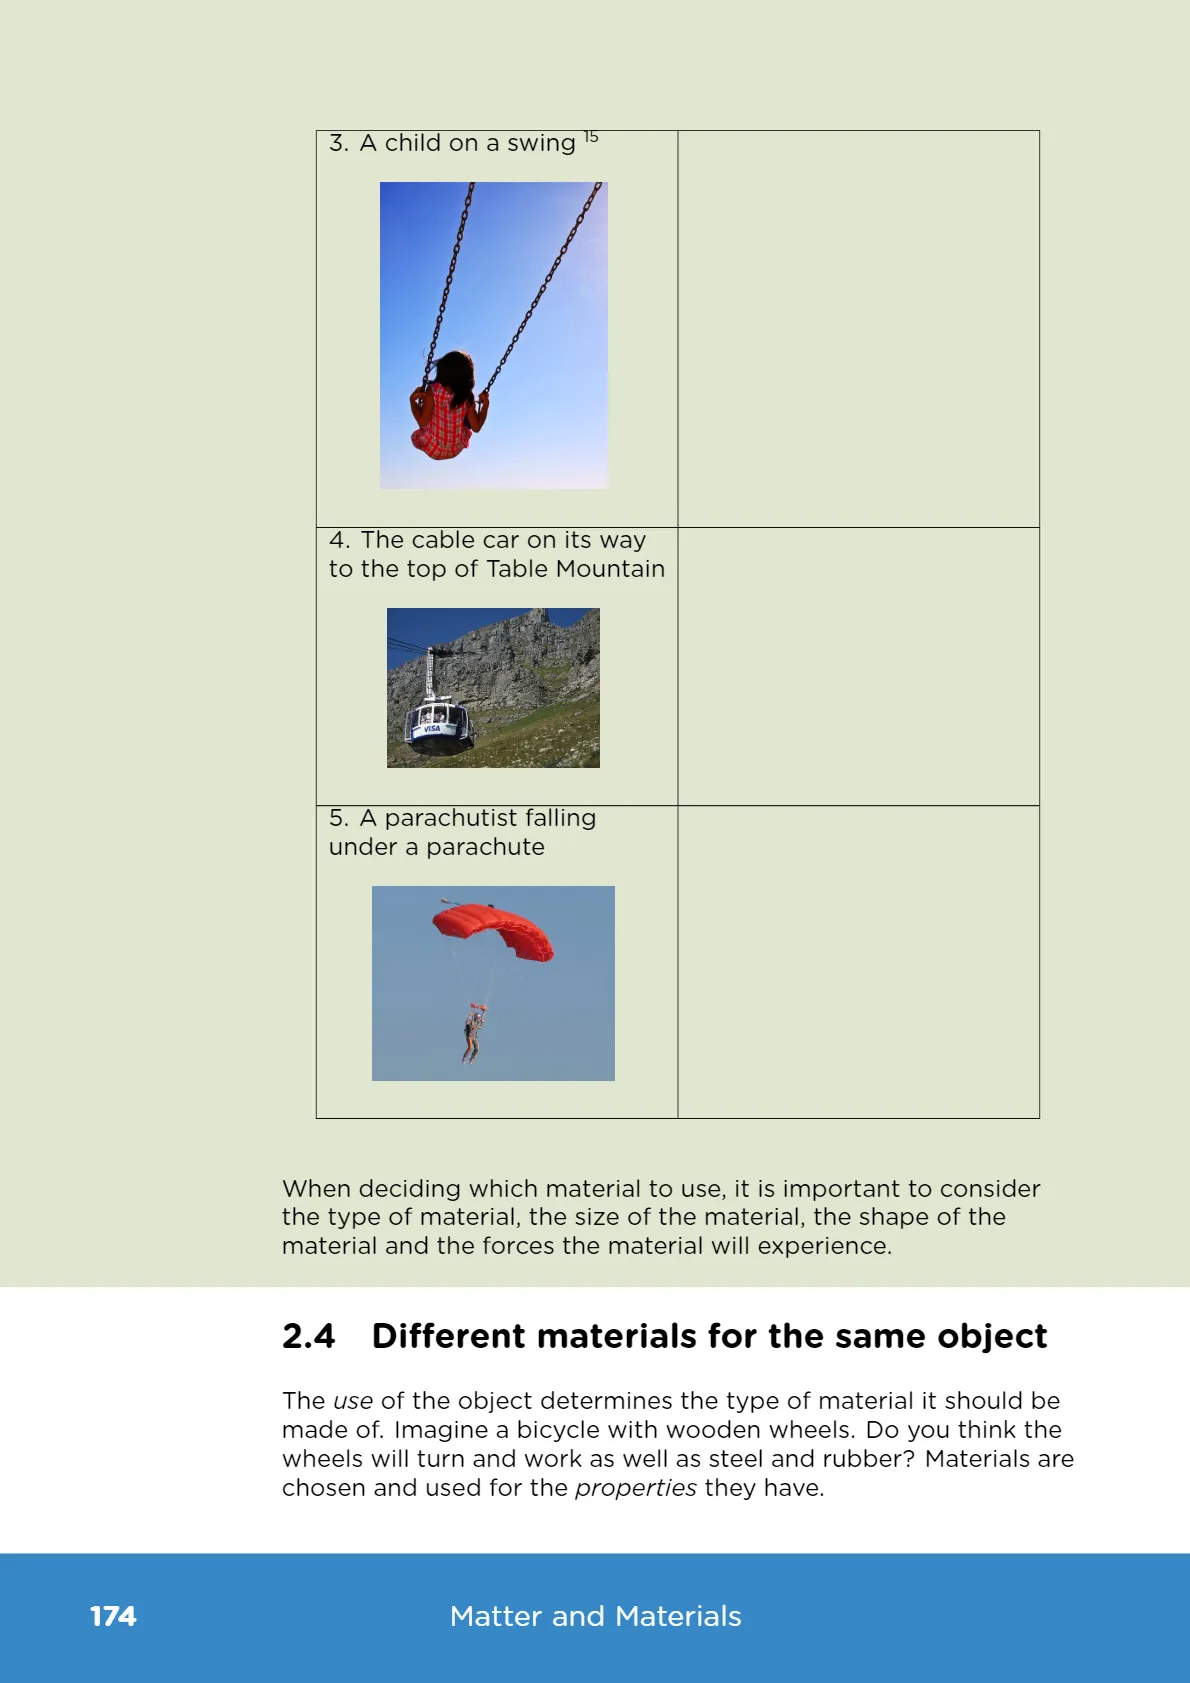 3. A child on a swing 15
4. The cable car on its way
to the top of Table Mountain
VISA
5. A parachutist falling
under a parachute
When deciding which material to use, it is important to consider
the type of material, the size of the material, the shape of the
material and the forces the material will experience.
2.4 Different materials for the same object
The use of the object determines the type of material it should be
made of. Imagine a bicycle with wooden wheels. Do you think the
wheels will turn and work as well as steel and rubber? Materials are
chosen and used for the properties they have.
174 Matter and Materials